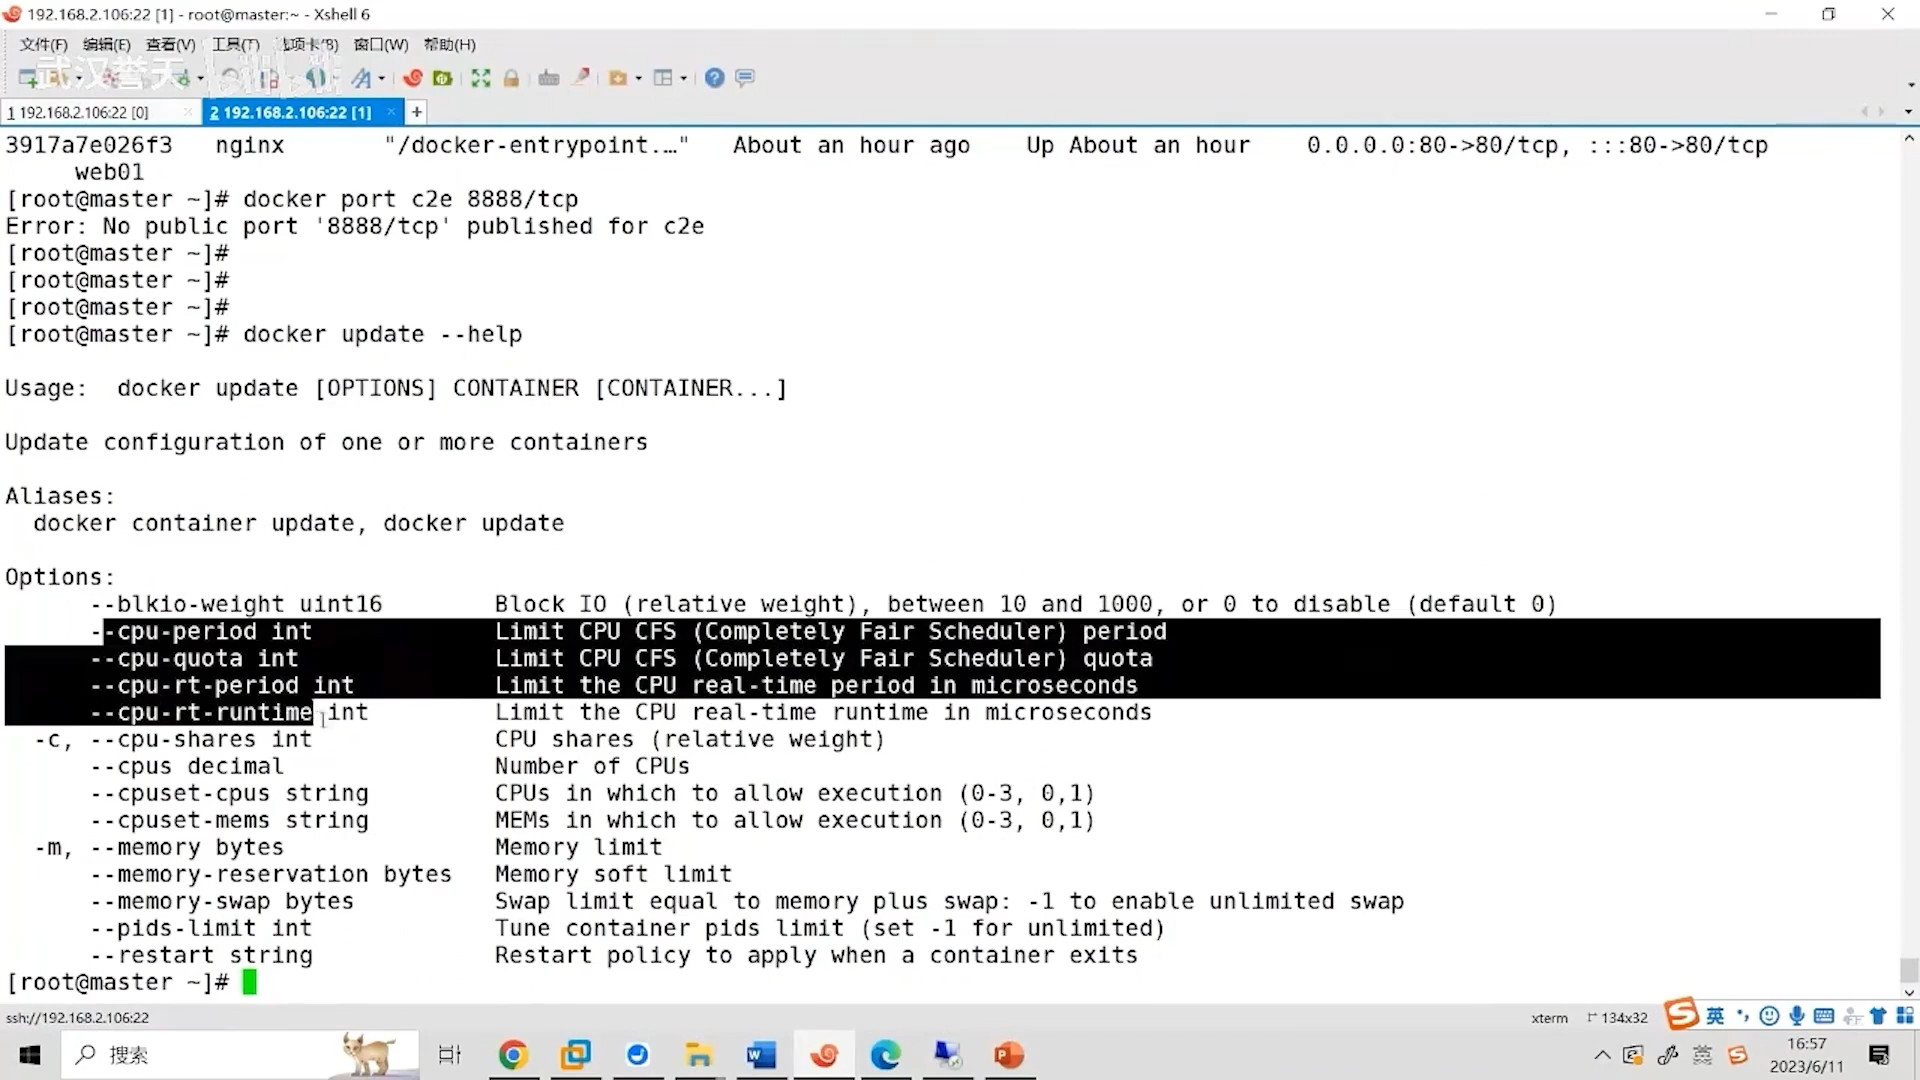 192.168.2.106:22 [1] - root@master:~ - Xshell 6
文件(F) 编辑(E) 查看(V) 工具(T) 选项卡(B) 窗口(W) 帮助(H)
武汉誉天 bilibili
1 192.168.2.106:22 [0] 2 192.168.2.106:22 [1] +
3917a7e026f3 nginx "/docker-entrypoint.…" About an hour ago Up About an hour 0.0.0.0:80->80/tcp, :::80->80/tcp
web01
[root@master ~]# docker port c2e 8888/tcp
Error: No public port '8888/tcp' published for c2e
[root@master ~]#
[root@master ~]#
[root@master ~]#
[root@master ~]# docker update --help
Usage: docker update [OPTIONS] CONTAINER [CONTAINER...]
Update configuration of one or more containers
Aliases:
docker container update, docker update
Options:
--blkio-weight uint16 Block IO (relative weight), between 10 and 1000, or 0 to disable (default 0)
--cpu-period int Limit CPU CFS (Completely Fair Scheduler) period
--cpu-quota int Limit CPU CFS (Completely Fair Scheduler) quota
--cpu-rt-period int Limit the CPU real-time period in microseconds
--cpu-rt-runtime int Limit the CPU real-time runtime in microseconds
-c, --cpu-shares int CPU shares (relative weight)
--cpus decimal Number of CPUs
--cpuset-cpus string CPUs in which to allow execution (0-3, 0,1)
--cpuset-mems string MEMs in which to allow execution (0-3, 0,1)
-m, --memory bytes Memory limit
--memory-reservation bytes Memory soft limit
--memory-swap bytes Swap limit equal to memory plus swap: -1 to enable unlimited swap
--pids-limit int Tune container pids limit (set -1 for unlimited)
--restart string Restart policy to apply when a container exits
[root@master ~]#
ssh://192.168.2.106:22 xterm 134x32 英
搜索 英 16:57
2023/6/11